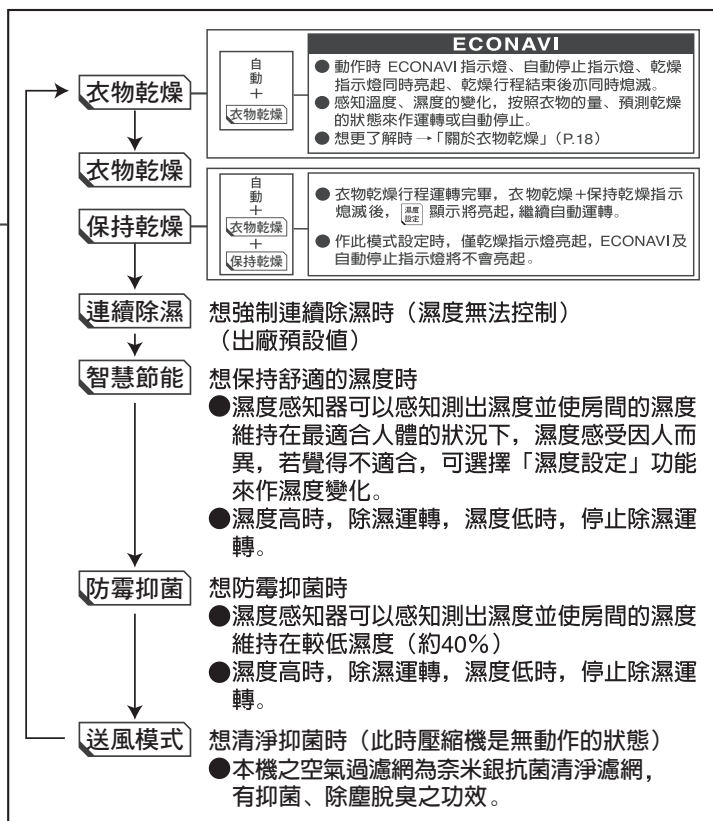 衣物乾燥
自動
+
衣物乾燥
ECONAVI
● 動作時 ECONAVI 指示燈、自動停止指示燈、乾燥
指示燈同時亮起、乾燥行程結束後亦同時熄滅。
● 感知溫度、濕度的變化，按照衣物的量、預測乾燥
的狀態來作運轉或自動停止。
● 想更了解時→「關於衣物乾燥」（P.18）
衣物乾燥
保持乾燥
自動
+
衣物乾燥
+
保持乾燥
● 衣物乾燥行程運轉完畢，衣物乾燥+保持乾燥指示
熄滅後， 濕度設定 顯示將亮起，繼續自動運轉。
● 作此模式設定時，僅乾燥指示燈亮起，ECONAVI及
自動停止指示燈將不會亮起。
連續除濕
想強制連續除濕時（濕度無法控制）
（出廠預設值）
智慧節能
想保持舒適的濕度時
●濕度感知器可以感知測出濕度並使房間的濕度
維持在最適合人體的狀況下，濕度感受因人而
異，若覺得不適合，可選擇「濕度設定」功能
來作濕度變化。
●濕度高時，除濕運轉，濕度低時，停止除濕運
轉。
防霉抑菌
想防霉抑菌時
●濕度感知器可以感知測出濕度並使房間的濕度
維持在較低濕度（約40%）
●濕度高時，除濕運轉，濕度低時，停止除濕運
轉。
送風模式
想清淨抑菌時（此時壓縮機是無動作的狀態）
●本機之空氣過濾網為奈米銀抗菌清淨濾網，
有抑菌、除塵脫臭之功效。